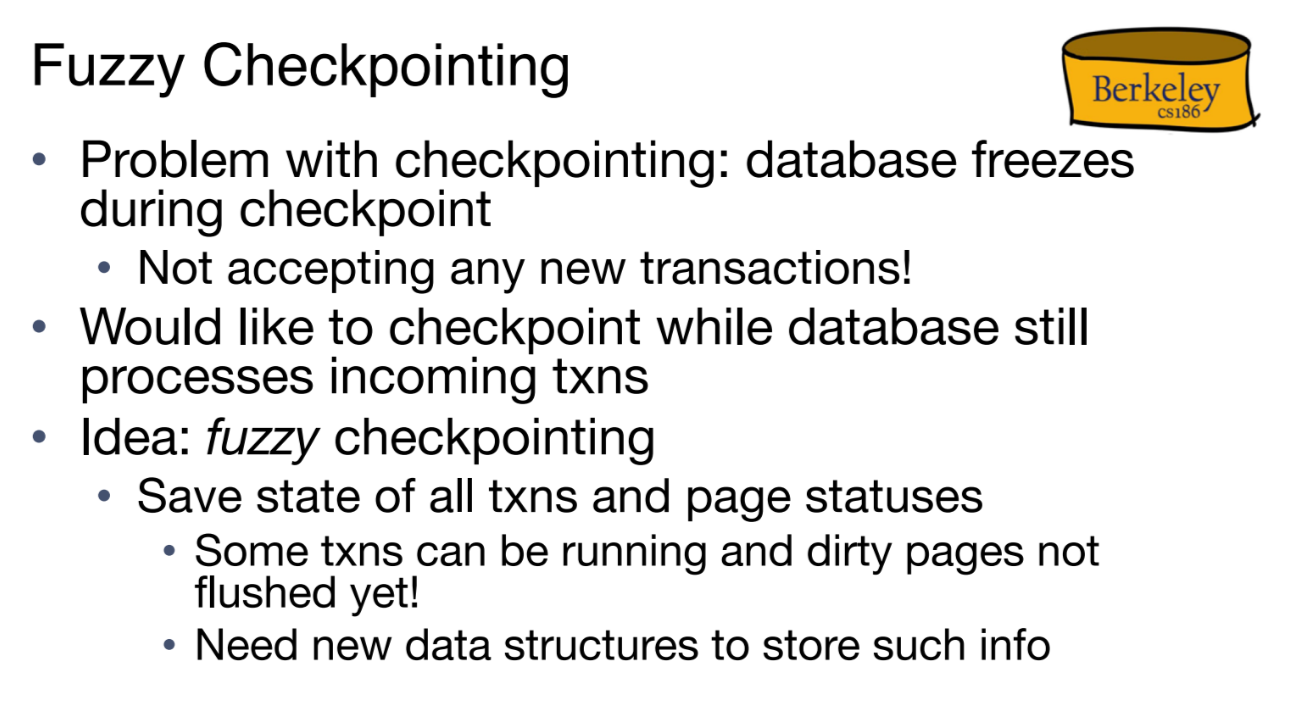 Fuzzy Checkpointing
Berkeley
cs186
• Problem with checkpointing: database freezes
during checkpoint
• Not accepting any new transactions!
• Would like to checkpoint while database still
processes incoming txns
• Idea: fuzzy checkpointing
• Save state of all txns and page statuses
• Some txns can be running and dirty pages not
flushed yet!
• Need new data structures to store such info